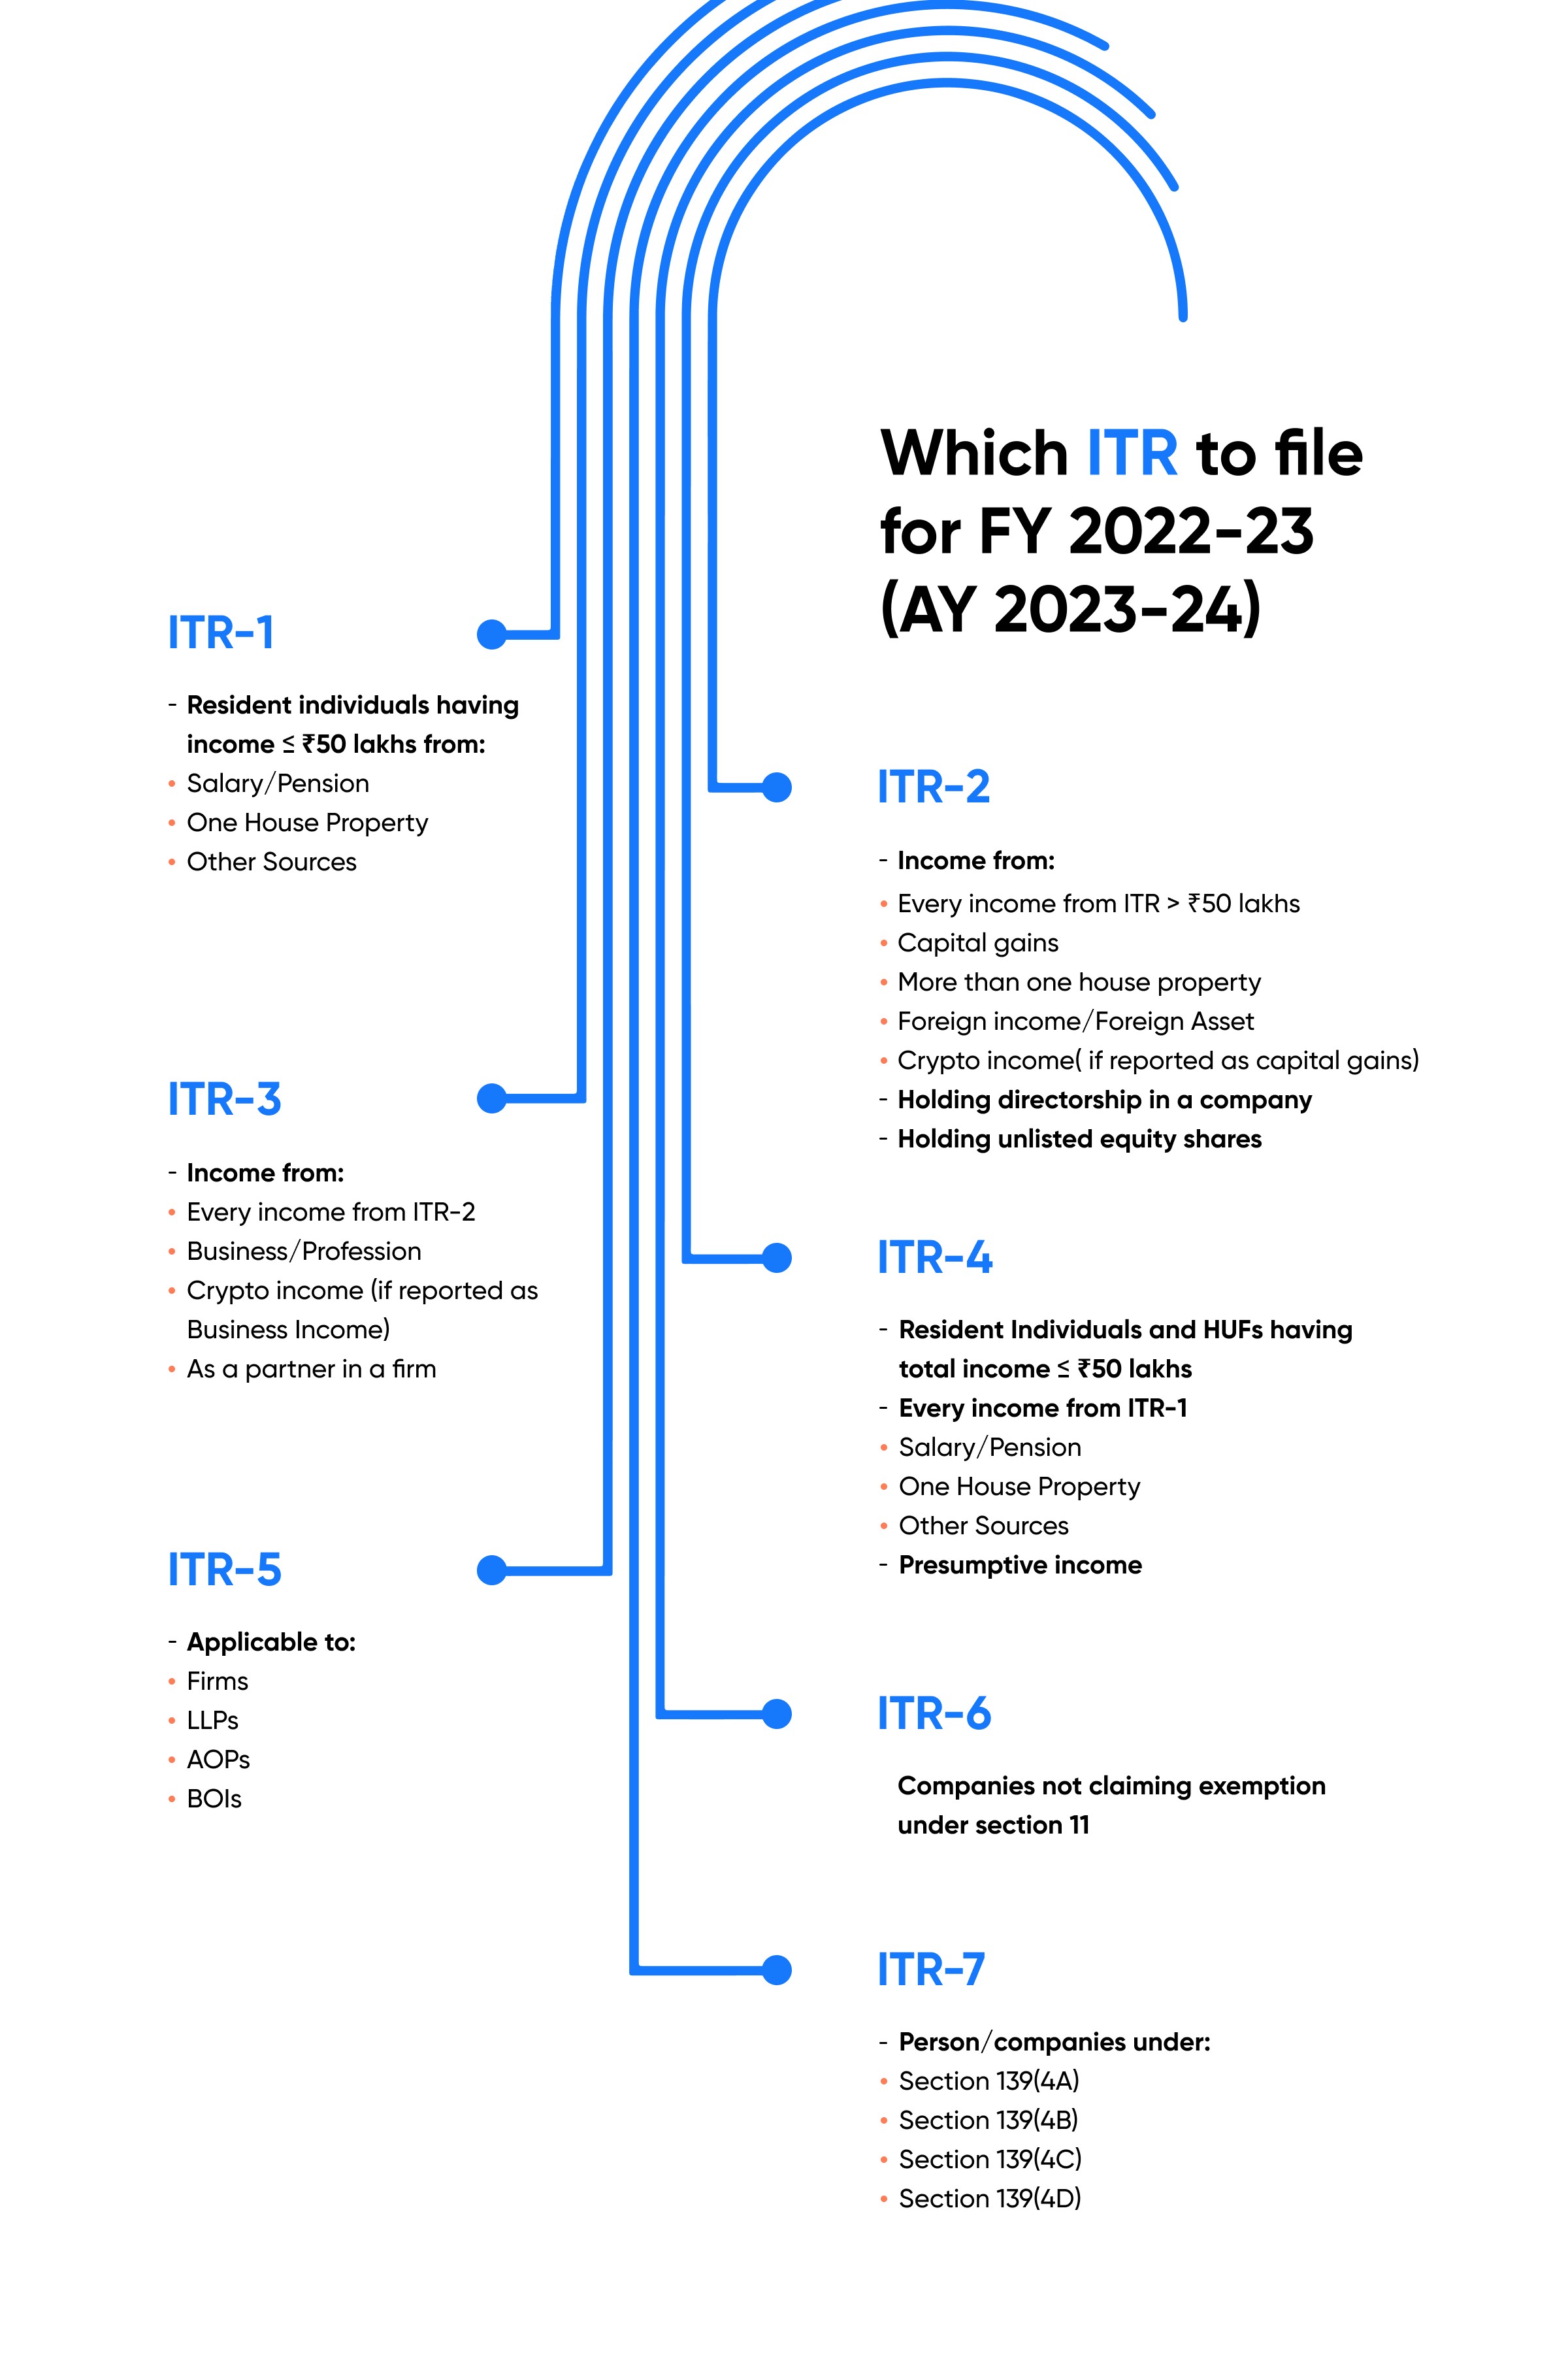 Which ITR to file
for FY 2022-23
(AY 2023-24)
ITR-1
- Resident individuals having
income ≤ ₹50 lakhs from:
• Salary/Pension
• One House Property
• Other Sources
ITR-2
- Income from:
• Every income from ITR > ₹50 lakhs
• Capital gains
• More than one house property
• Foreign income/Foreign Asset
• Crypto income( if reported as capital gains)
- Holding directorship in a company
- Holding unlisted equity shares
ITR-3
- Income from:
• Every income from ITR-2
• Business/Profession
• Crypto income (if reported as
Business Income)
• As a partner in a firm
ITR-4
- Resident Individuals and HUFs having
total income ≤ ₹50 lakhs
- Every income from ITR-1
• Salary/Pension
• One House Property
• Other Sources
- Presumptive income
ITR-5
- Applicable to:
• Firms
• LLPs
• AOPs
• BOIs
ITR-6
Companies not claiming exemption
under section 11
ITR-7
- Person/companies under:
• Section 139(4A)
• Section 139(4B)
• Section 139(4C)
• Section 139(4D)